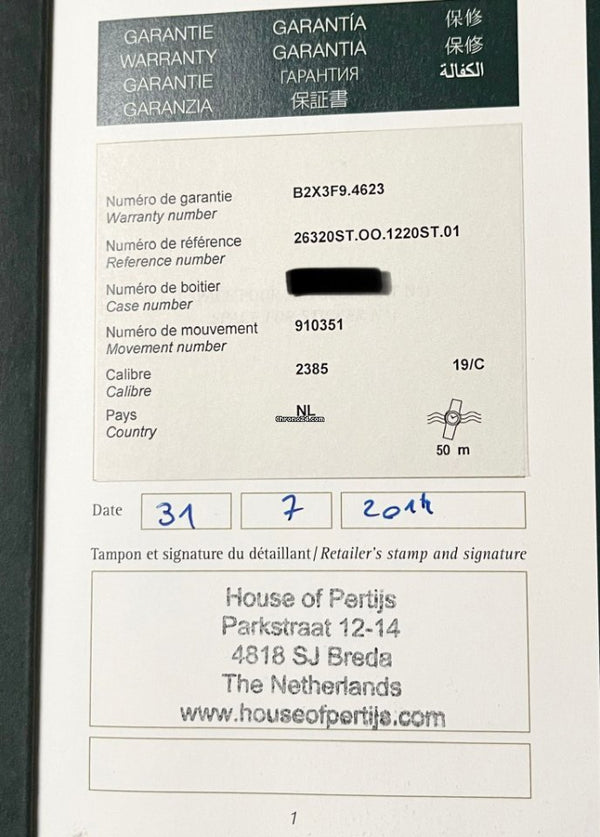 GARANTIE GARANTÍA 保修
WARRANTY GARANTIA 保修
GARANTIE ГАРАНТИЯ الكفالة
GARANZIA 保証書
Numéro de garantie B2X3F9.4623
Warranty number
Numéro de référence 26320ST.OO.1220ST.01
Reference number
Numéro de boitier
Case number
Numéro de mouvement 910351
Movement number
Calibre 2385 19/C
Calibre
Pays NL
Chrono24.com
Country
50 m
Date 31 7 2014
Tampon et signature du détaillant/Retailer's stamp and signature
House of Pertijs
Parkstraat 12-14
4818 SJ Breda
The Netherlands
www.houseofpertijs.com
1